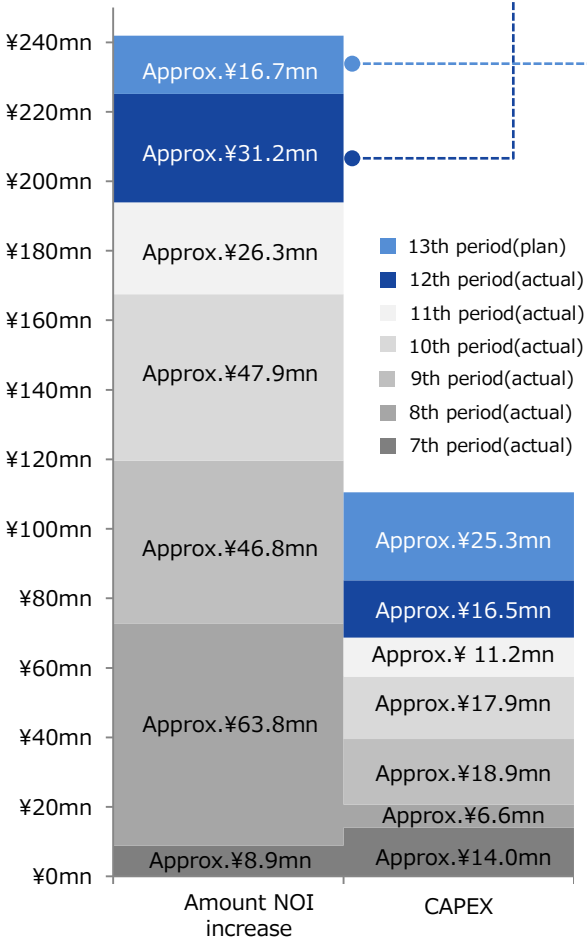 ¥240mn
¥220mn
¥200mn
¥180mn
¥160mn
¥140mn
¥120mn
¥100mn
¥80mn
¥60mn
¥40mn
¥20mn
¥0mn
Approx.¥16.7mn
Approx.¥31.2mn
Approx.¥26.3mn
Approx.¥47.9mn
Approx.¥46.8mn
Approx.¥63.8mn
Approx.¥8.9mn
13th period(plan)
12th period(actual)
11th period(actual)
10th period(actual)
9th period(actual)
8th period(actual)
7th period(actual)
Approx.¥25.3mn
Approx.¥16.5mn
Approx.¥ 11.2mn
Approx.¥17.9mn
Approx.¥18.9mn
Approx.¥6.6mn
Approx.¥14.0mn
Amount NOI
increase
CAPEX